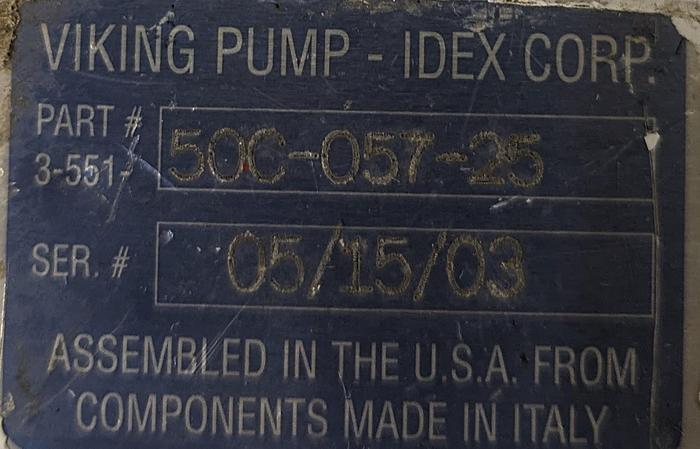 VIKING PUMP - IDEX CORP.
PART #
3-551- 50C-057-25
SER. # 05/15/03
ASSEMBLED IN THE U.S.A. FROM
COMPONENTS MADE IN ITALY